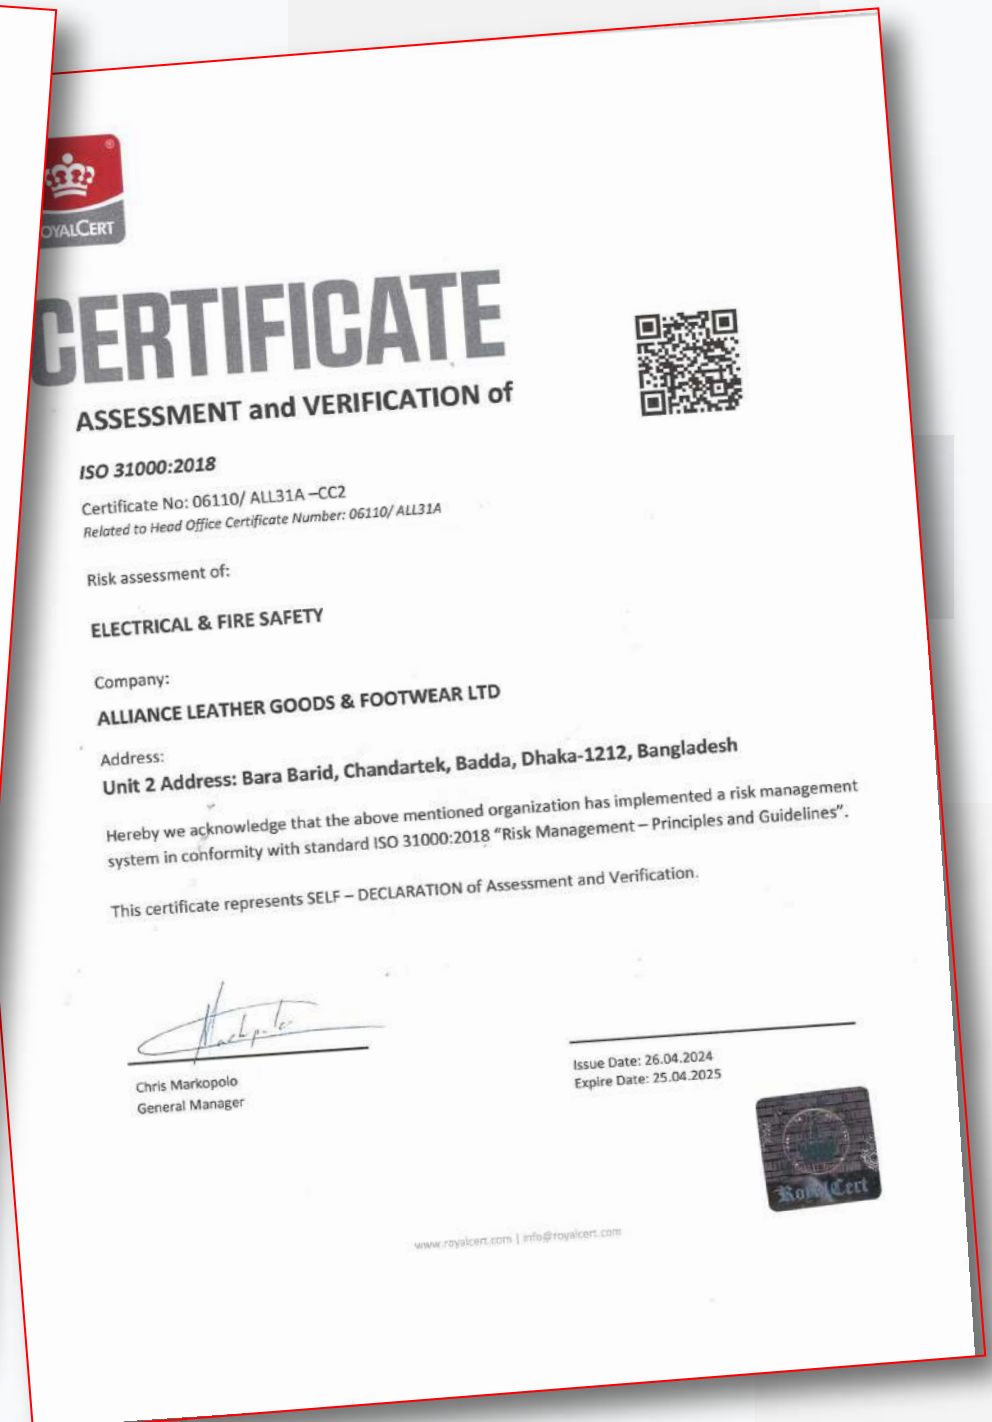 OYALCERT
®
CERTIFICATE
ASSESSMENT and VERIFICATION of
ISO 31000:2018
Certificate No: 06110/ ALL31A –CC2
Related to Head Office Certificate Number: 06110/ ALL31A
Risk assessment of:
ELECTRICAL & FIRE SAFETY
Company:
ALLIANCE LEATHER GOODS & FOOTWEAR LTD
Address:
Unit 2 Address: Bara Barid, Chandartek, Badda, Dhaka-1212, Bangladesh
Hereby we acknowledge that the above mentioned organization has implemented a risk management
system in conformity with standard ISO 31000:2018 “Risk Management – Principles and Guidelines”.
This certificate represents SELF – DECLARATION of Assessment and Verification.
Chris Markopolo
General Manager
Issue Date: 26.04.2024
Expire Date: 25.04.2025
RoyalCert
www.royalcert.com | info@royalcert.com